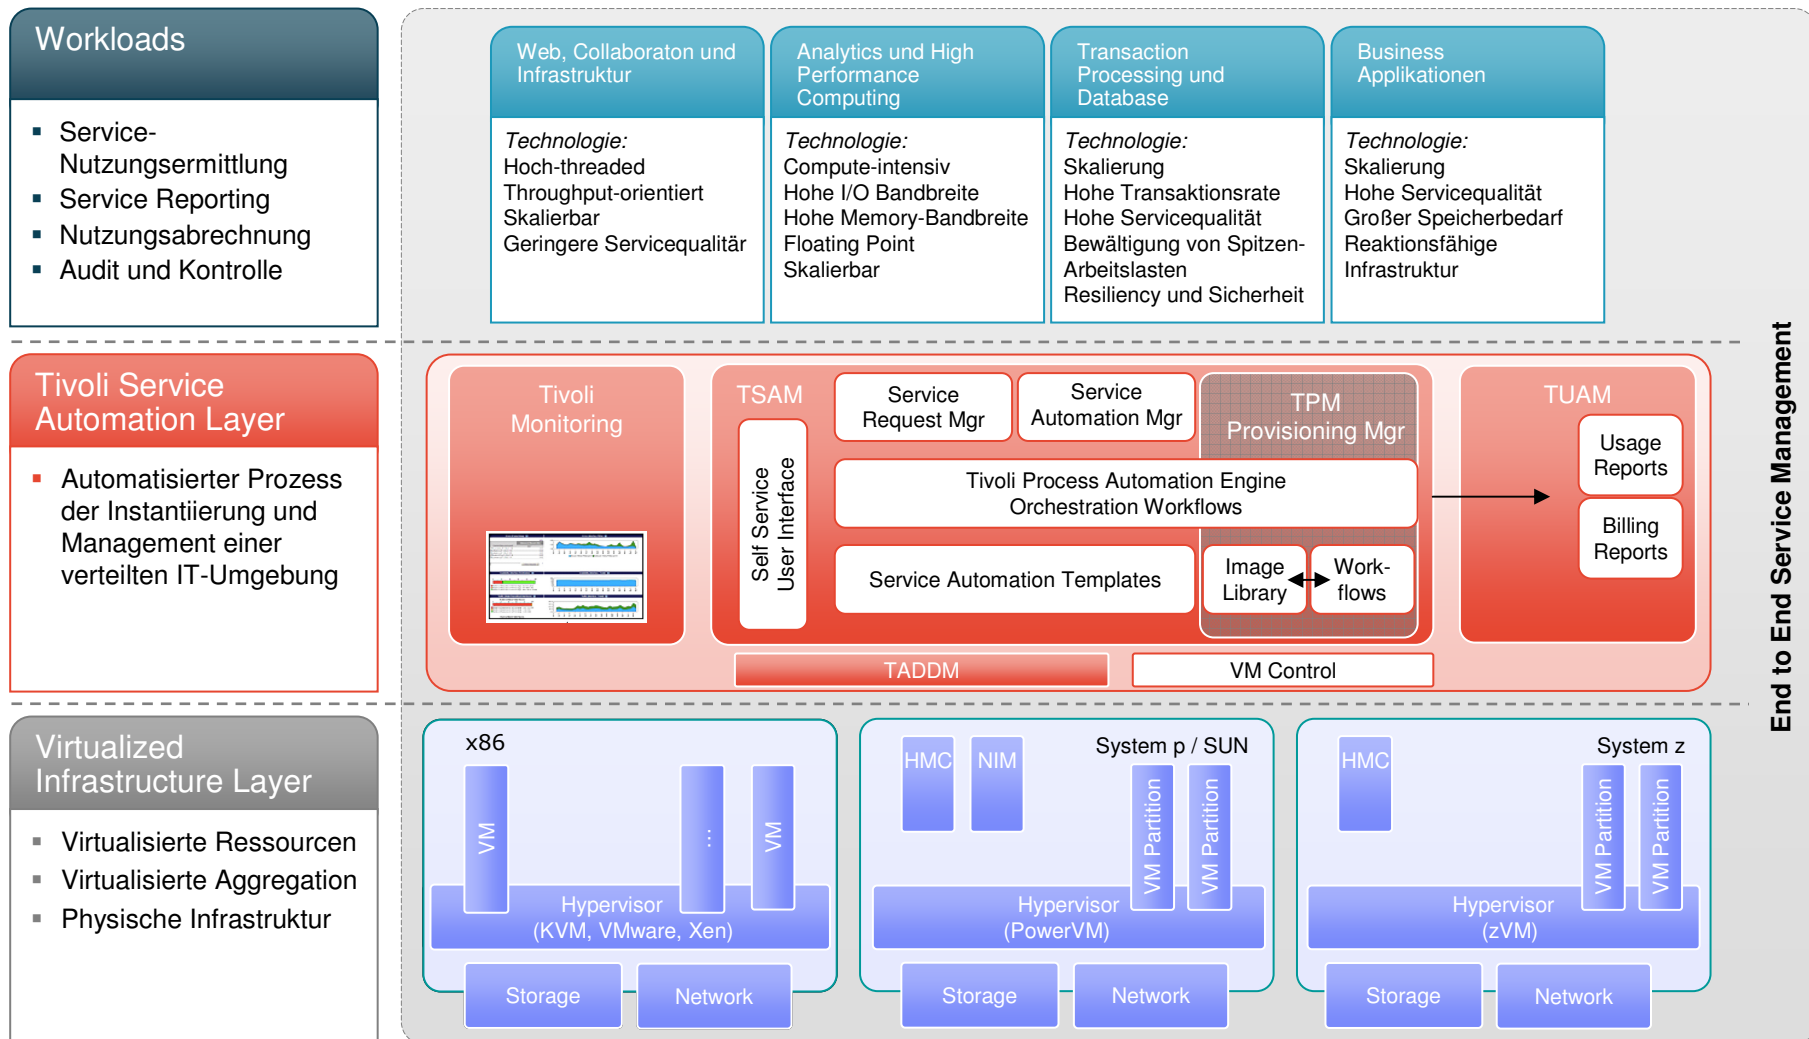 Workloads
Service-
Nutzungsermittlung
Service Reporting
Nutzungsabrechnung
Audit und Kontrolle
Web, Collaboraton und
Infrastruktur
Technologie:
Hoch-threaded
Throughput-orientiert
Skalierbar
Geringere Servicequalitär
Analytics und High
Performance
Computing
Technologie:
Compute-intensiv
Hohe I/O Bandbreite
Hohe Memory-Bandbreite
Floating Point
Skalierbar
Transaction
Processing und
Database
Technologie:
Skalierung
Hohe Transaktionsrate
Hohe Servicequalität
Bewältigung von Spitzen-
Arbeitslasten
Resiliency und Sicherheit
Business
Applikationen
Technologie:
Skalierung
Hohe Servicequalität
Großer Speicherbedarf
Reaktionsfähige
Infrastruktur
Tivoli Service
Automation Layer
Automatisierter Prozess
der Instantiierung und
Management einer
verteilten IT-Umgebung
Tivoli
Monitoring
TSAM
Self Service
User Interface
Service
Request Mgr
Service
Automation Mgr
TPM
Provisioning Mgr
Tivoli Process Automation Engine
Orchestration Workflows
Service Automation Templates
Image
Library
Work-
flows
TUAM
Usage
Reports
Billing
Reports
TADDM
VM Control
End to End Service Management
Virtualized
Infrastructure Layer
Virtualisierte Ressourcen
Virtualisierte Aggregation
Physische Infrastruktur
x86
VM
...
VM
Hypervisor
(KVM, VMware, Xen)
Storage
Network
System p / SUN
HMC
NIM
VM Partition
VM Partition
Hypervisor
(PowerVM)
Storage
Network
System z
HMC
VM Partition
VM Partition
Hypervisor
(zVM)
Storage
Network